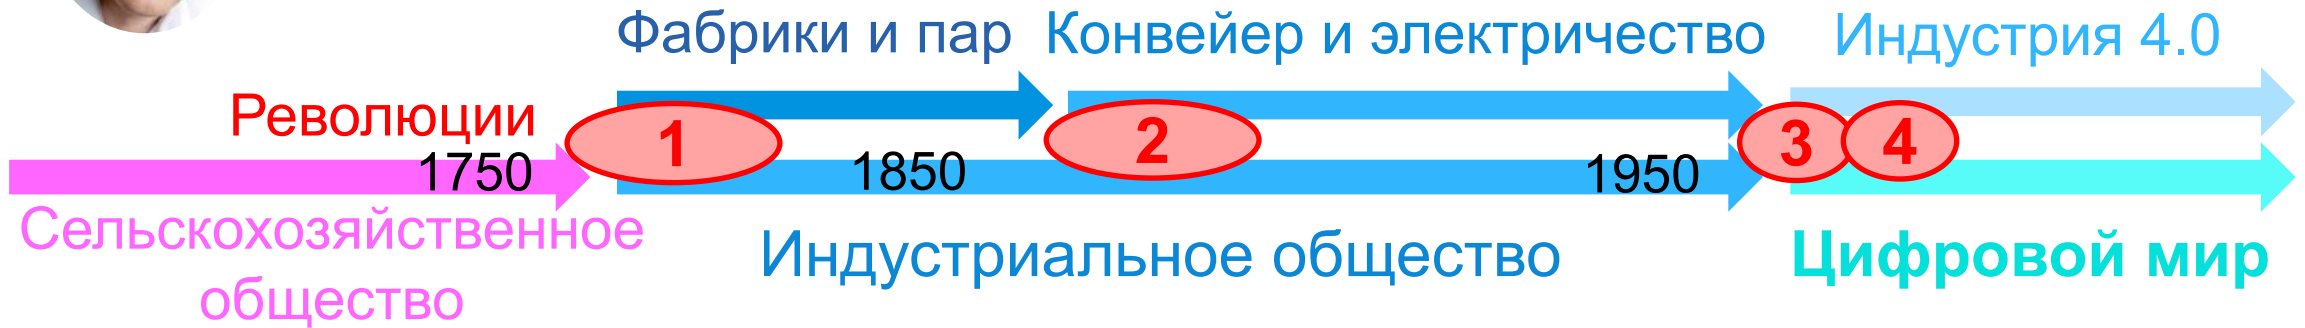 Фабрики и пар Конвейер и электричество Индустрия 4.0
Революции 1 2 3 4
1750 1850 1950
Сельскохозяйственное
общество
Индустриальное общество Цифровой мир